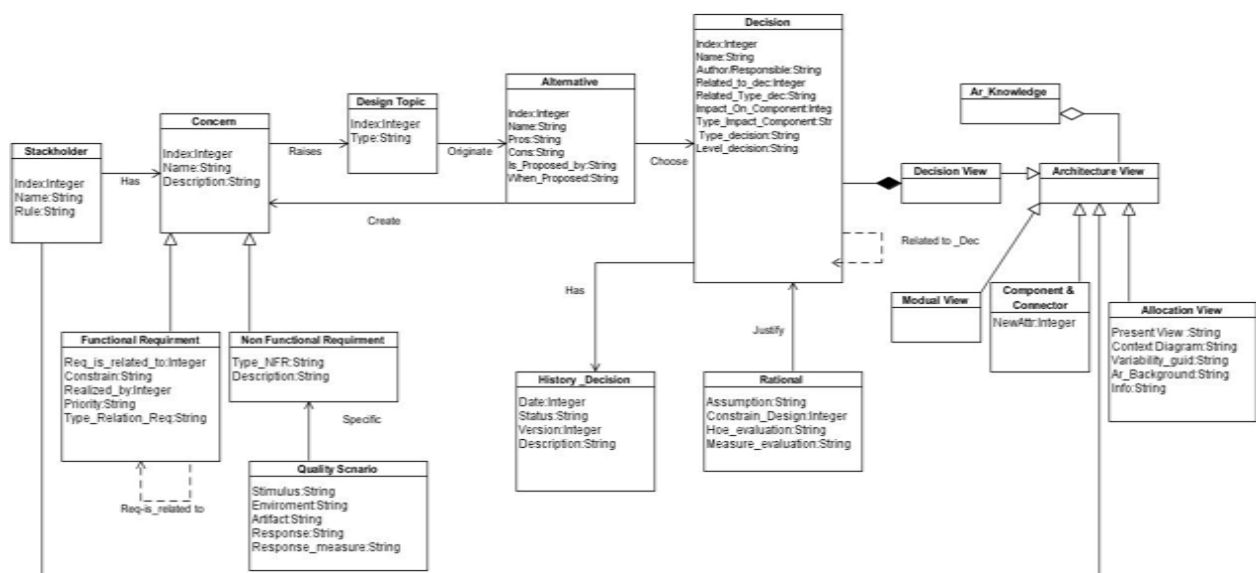 Decision
Index:Integer
Name:String
Author/Responsible:String
Related_to_dec:Integer
Related_Type_dec:String
Impact_On_Component:Integ
Type_Impact_Component:Str
Type_decision:String
Level_decision:String
Alternative
Index:Integer
Name:String
Pros:String
Cons:String
Is_Proposed_by:String
When_Proposed:String
Design Topic
Index:Integer
Type:String
Concern
Index:Integer
Name:String
Description:String
Stackholder
Index:Integer
Name:String
Rule:String
Has
Raises
Originate
Choose
Create
Ar_Knowledge
Decision View
Architecture View
Related to _Dec
Modual View
Component &
Connector
NewAttr:Integer
Allocation View
Present View :String
Context Diagram:String
Variability_guid:String
Ar_Background:String
Info:String
Has
Justify
Functional Requirment
Req_is_related_to:Integer
Constrain:String
Realized_by:Integer
Priority:String
Type_Relation_Req:String
Non Functional Requirment
Type_NFR:String
Description:String
Specific
History _Decision
Date:Integer
Status:String
Version:Integer
Description:String
Rational
Assumption:String
Constrain_Design:Integer
Hoe_evaluation:String
Measure_evaluation:String
Req-is_related to
Quality Scnario
Stimulus:String
Enviroment:String
Artifact:String
Response:String
Response_measure:String